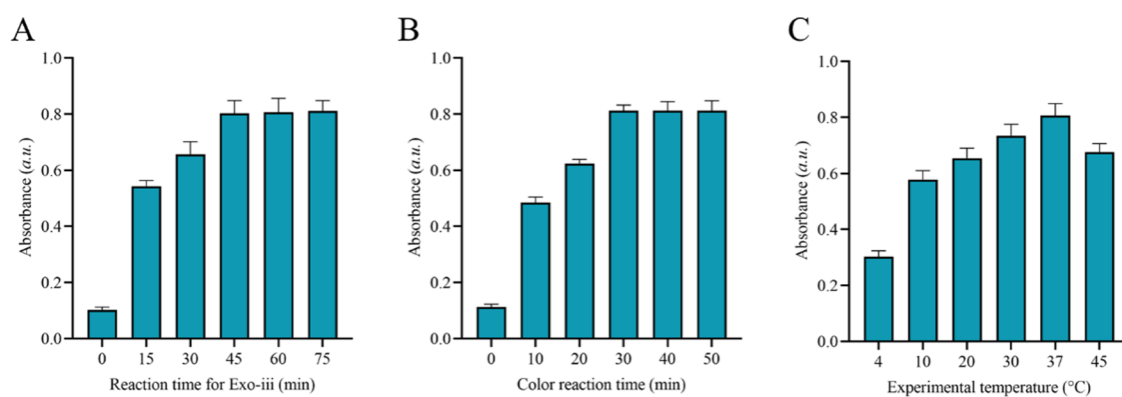 A
B
C
Absorbance (a.u.)
1.0
0.8
0.6
0.4
0.2
0.0
0 15 30 45 60 75
Reaction time for Exo-iii (min)
Absorbance (a.u.)
1.0
0.8
0.6
0.4
0.2
0.0
0 10 20 30 40 50
Color reaction time (min)
Absorbance (a.u.)
1.0
0.8
0.6
0.4
0.2
0.0
4 10 20 30 37 45
Experimental temperature (°C)